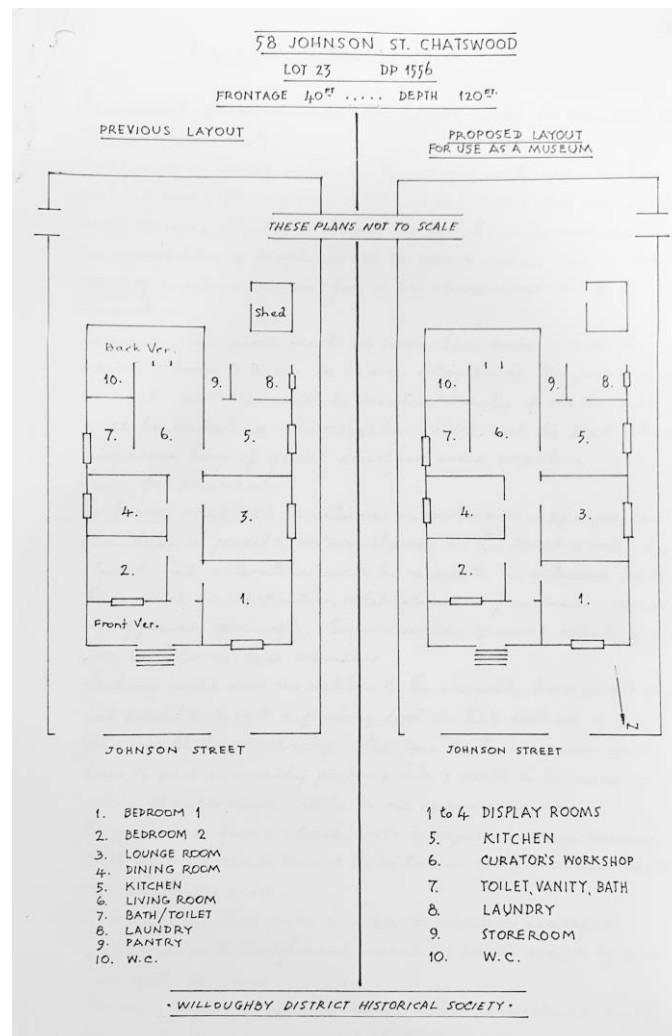 58 JOHNSON ST. CHATSWOOD
LOT 23 DP 1556
FRONTAGE 40FT ..... DEPTH 120FT.
PREVIOUS LAYOUT
PROPOSED LAYOUT
FOR USE AS A MUSEUM
THESE PLANS NOT TO SCALE
Shed
Back Ver.
10.
9.
8.
7.
6.
5.
4.
3.
2.
1.
Front Ver.
JOHNSON STREET
10.
9.
8.
7.
6.
5.
4.
3.
2.
1.
Z
JOHNSON STREET
1. BEDROOM 1
2. BEDROOM 2
3. LOUNGE ROOM
4. DINING ROOM
5. KITCHEN
6. LIVING ROOM
7. BATH/TOILET
8. LAUNDRY
9. PANTRY
10. W.C.
1 to 4 DISPLAY ROOMS
5. KITCHEN
6. CURATOR'S WORKSHOP
7. TOILET, VANITY, BATH
8. LAUNDRY
9. STOREROOM
10. W.C.
• WILLOUGHBY DISTRICT HISTORICAL SOCIETY •